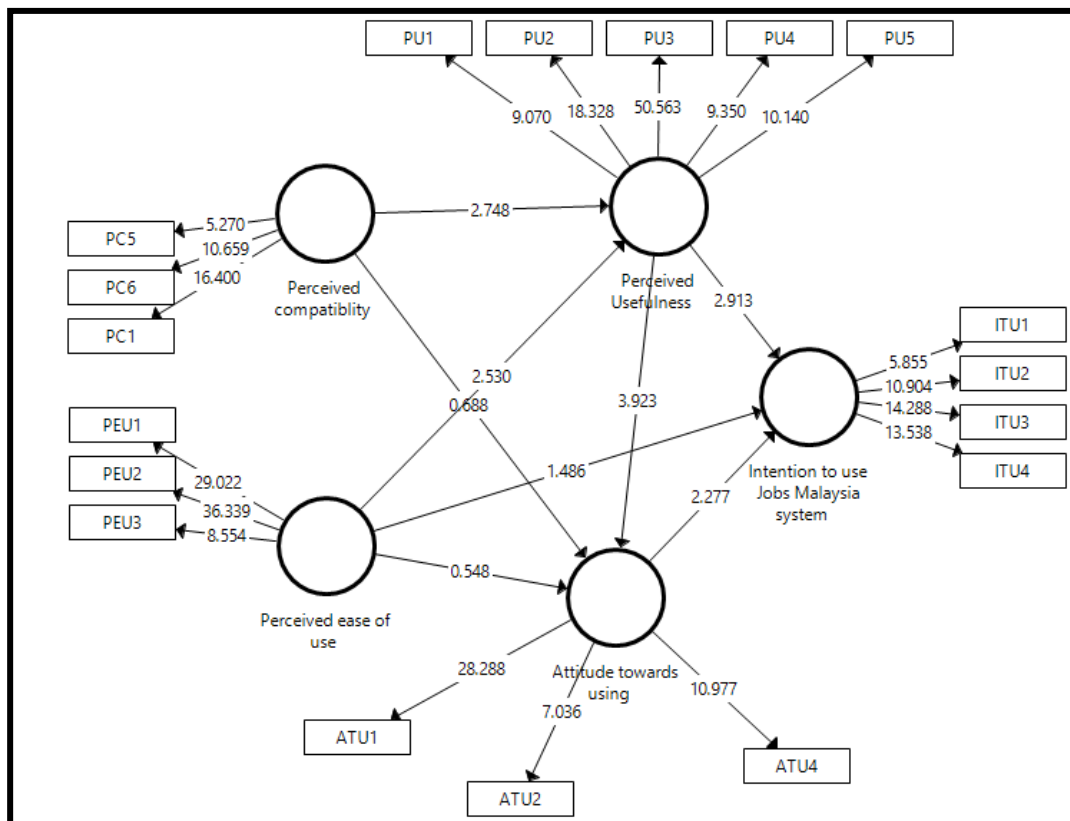 PU1
PU2
PU3
PU4
PU5
9.070
18.328
50.563
9.350
10.140
PC5
PC6
PC1
5.270
10.659
16.400
Perceived
compatiblity
2.748
Perceived
Usefulness
2.913
2.530
0.688
3.923
1.486
2.277
0.548
ITU1
ITU2
ITU3
ITU4
5.855
10.904
14.288
13.538
Intention to use
Jobs Malaysia
system
PEU1
PEU2
PEU3
29.022
36.339
8.554
Perceived ease of
use
Attitude towards
using
28.288
7.036
10.977
ATU1
ATU2
ATU4